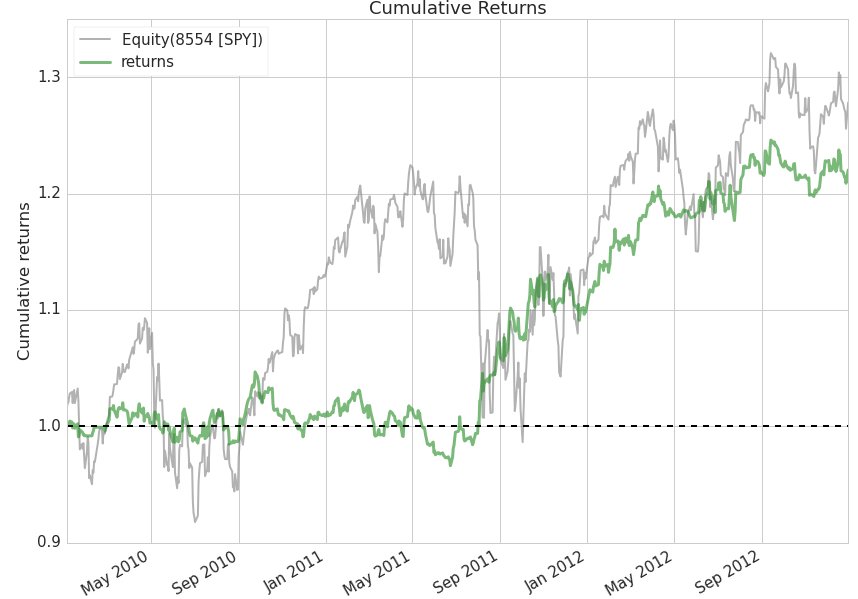 Cumulative Returns
Equity(8554 [SPY])
returns
1.3
1.2
1.1
1.0
0.9
Cumulative returns
May 2010
Sep 2010
Jan 2011
May 2011
Sep 2011
Jan 2012
May 2012
Sep 2012